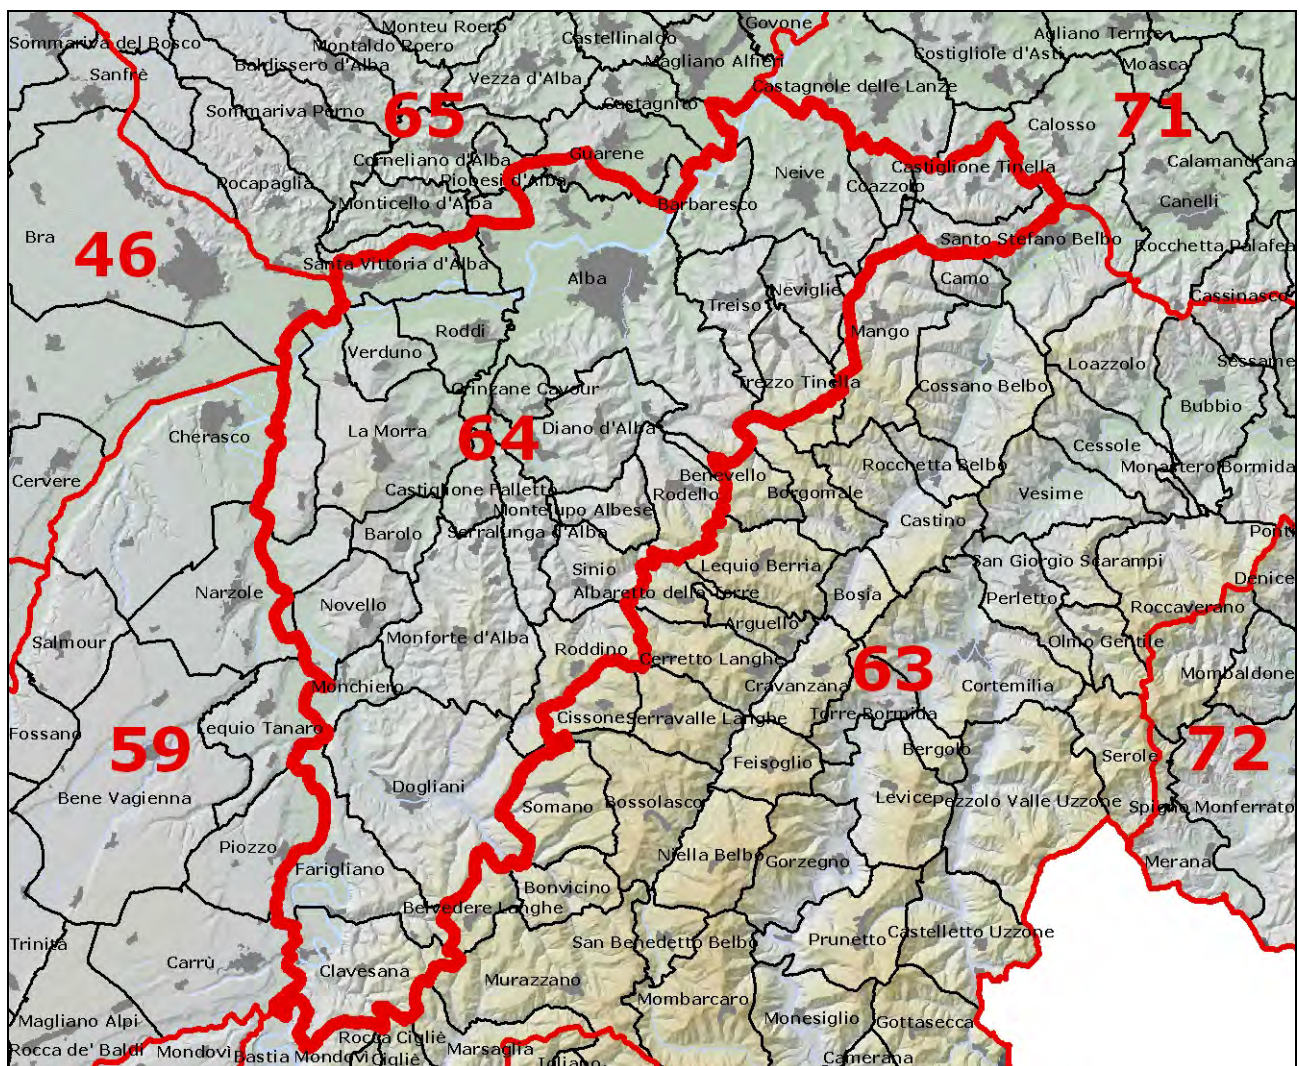 Monteu Roero
Govone
Sommariva del Bosco
Montaldo Roero
Castellinaldo
Costigliole d'Asti
Agliano Terme
Sanfrè
Baldissero d'Alba
Vezza d'Alba
Magliano Alfieri
Moasca
Sommariva Perno
65
Castagnito
Castagnole delle Lanze
Calosso
71
Corneliano d'Alba
Guarene
Castiglione Tinella
Calamandrana
Pocapaglia
Piobesi d'Alba
Neive
Coazzolo
Monticello d'Alba
Barbaresco
Canelli
Bra
46
Santa Vittoria d'Alba
Santo Stefano Belbo
Rocchetta Palafea
Alba
Neviglie
Camo
Cassinasco
Treiso
Roddi
Mango
Verduno
Loazzolo
Sessame
Grinzane Cavour
Trezzo Tinella
Cossano Belbo
Bubbio
Cherasco
La Morra
64
Diano d'Alba
Cessole
Cervere
Castiglione Falletto
Benevello
Rodello
Borgomale
Rocchetta Belbo
Vesime
Monastero Bormida
Montelupo Albese
Barolo
Serralunga d'Alba
Castino
Ponti
Sinio
Lequio Berria
San Giorgio Scarampi
Denice
Narzole
Novello
Albaretto della Torre
Bosia
Perletto
Roccaverano
Salmour
Monforte d'Alba
Arguello
Roddino
Cerretto Langhe
63
Olmo Gentile
Mombaldone
Monchiero
Cravanzana
Cortemilia
Fossano
59
Lequio Tanaro
Cissone
Serravalle Langhe
Torre Bormida
Bergolo
Serole
72
Bene Vagienna
Dogliani
Feisoglio
Somano
Bossolasco
Levice
Pezzolo Valle Uzzone
Spigno Monferrato
Piozzo
Farigliano
Niella Belbo
Gorzegno
Merana
Bonvicino
Belvedere Langhe
Trinità
Carrù
Clavesana
San Benedetto Belbo
Prunetto
Castelletto Uzzone
Murazzano
Mombarcaro
Magliano Alpi
Monesiglio
Gottasecca
Rocca de' Baldi
Mondovì
Bastia Mondovì
Rocca Cigliè
Cigliè
Marsaglia
Igliano
Camerana